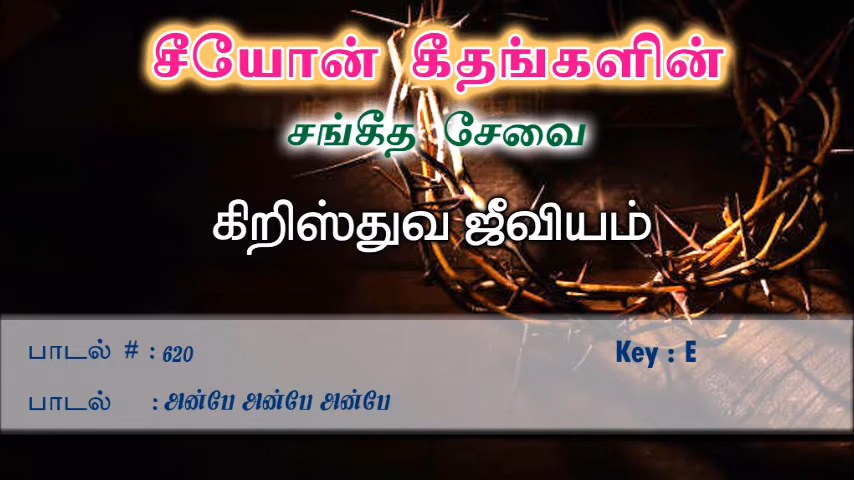 சீயோன் கீதங்களின்
சங்கீத சேவை
கிறிஸ்துவ ஜீவியம்
பாடல் # : 620 Key : E
பாடல் : அன்பே அன்பே அன்பே